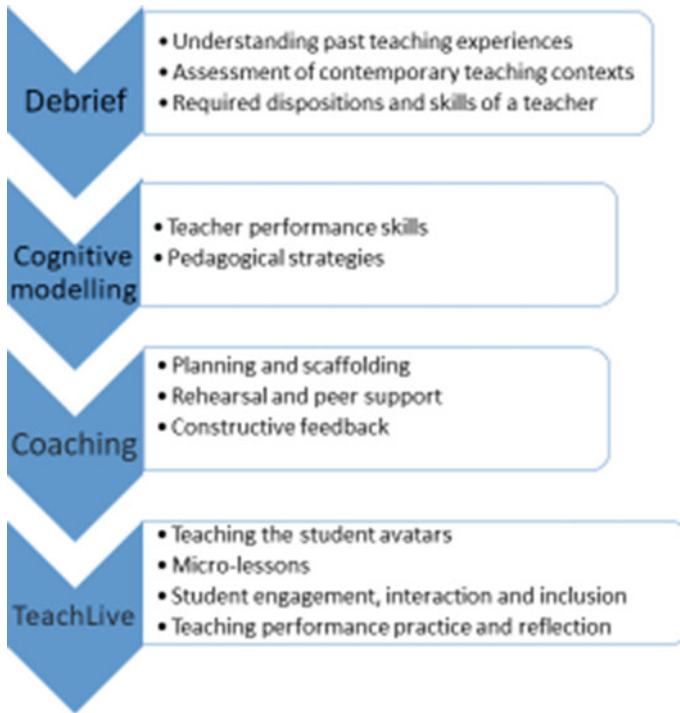 Debrief
• Understanding past teaching experiences
• Assessment of contemporary teaching contexts
• Required dispositions and skills of a teacher
Cognitive
modelling
• Teacher performance skills
• Pedagogical strategies
Coaching
• Planning and scaffolding
• Rehearsal and peer support
• Constructive feedback
TeachLive
• Teaching the student avatars
• Micro-lessons
• Student engagement, interaction and inclusion
• Teaching performance practice and reflection